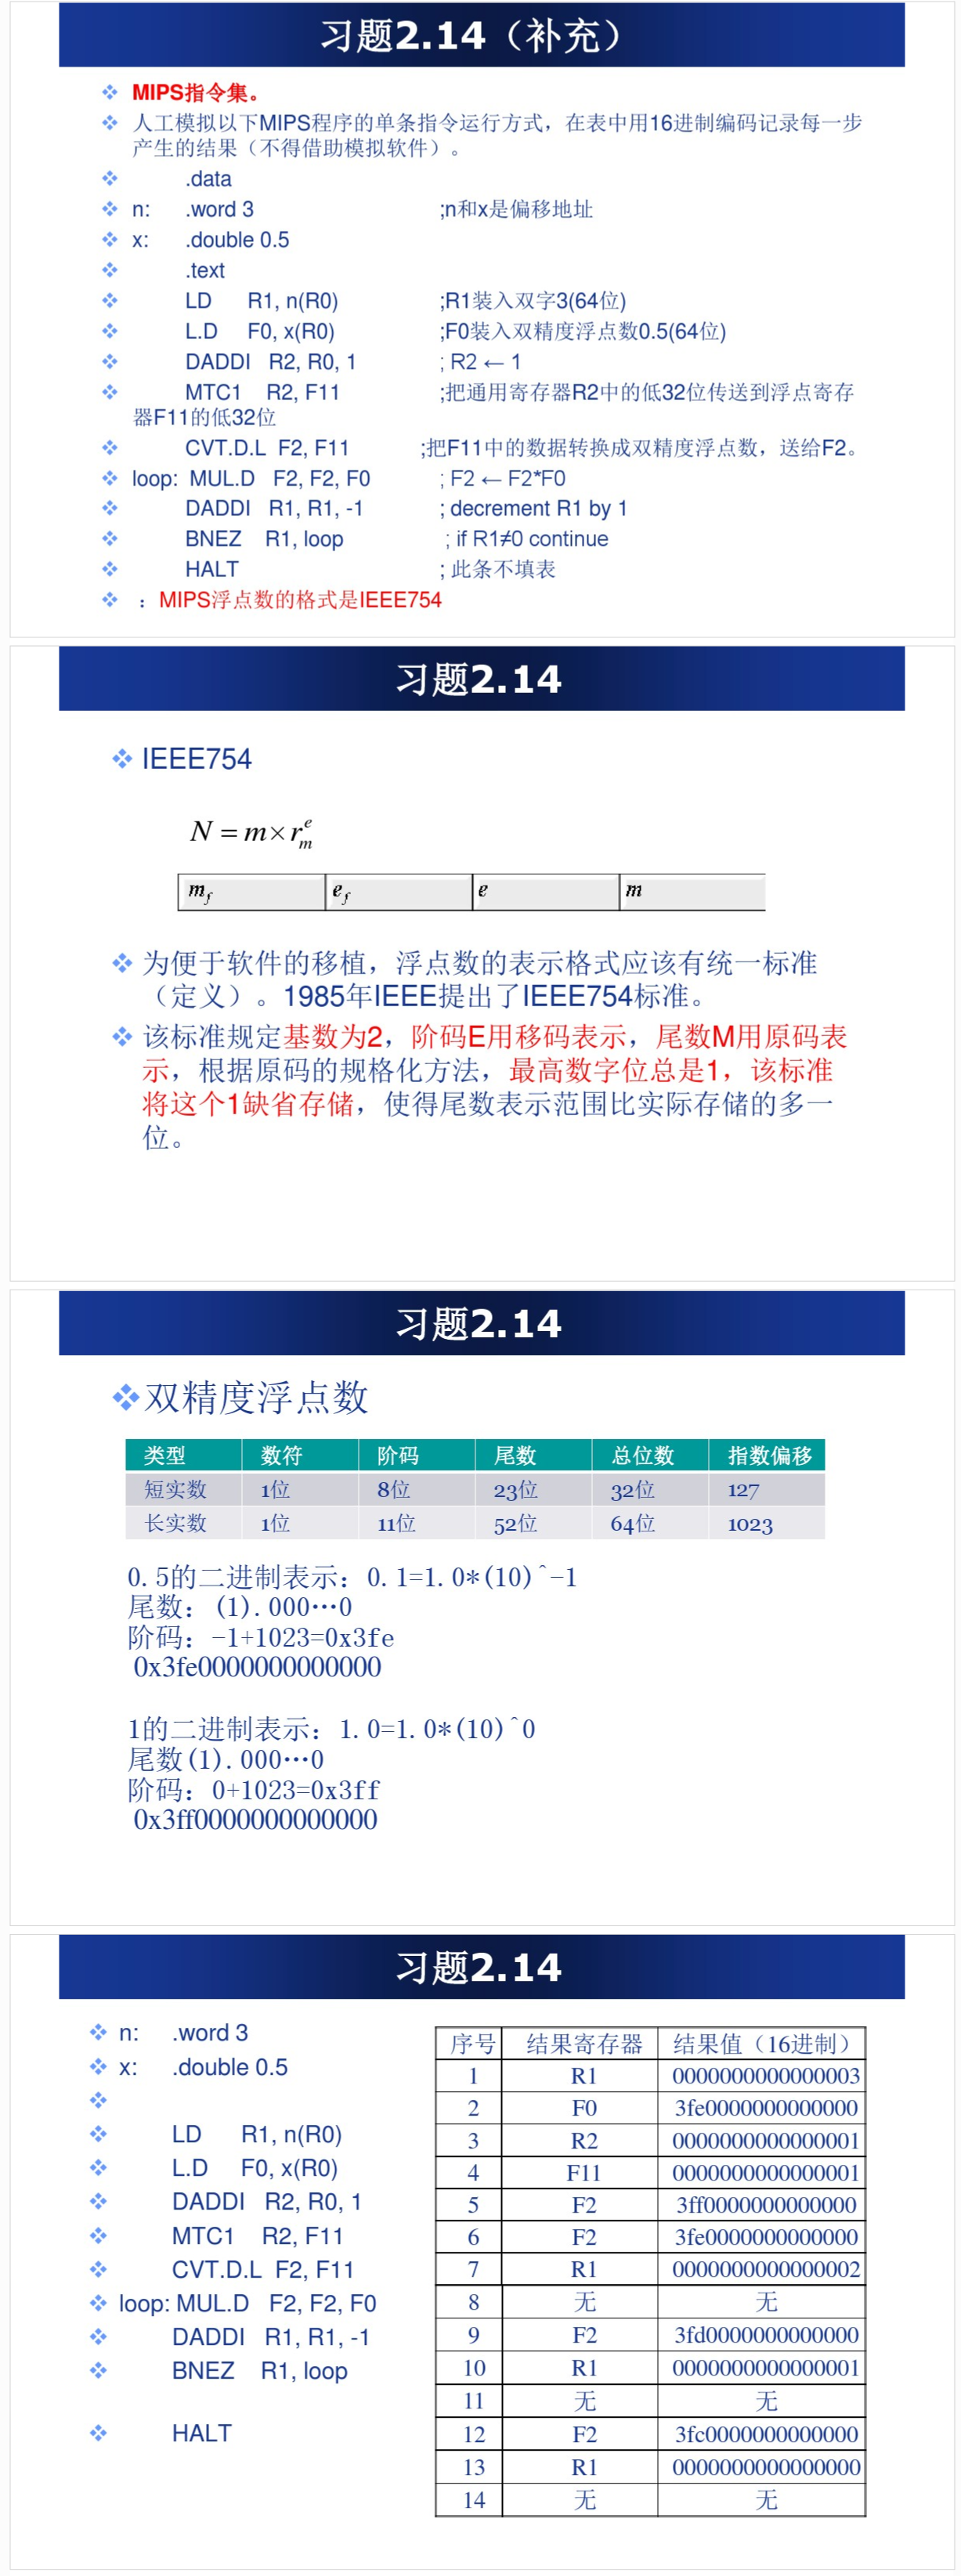 习题2.14（补充）
MIPS指令集。
人工模拟以下MIPS程序的单条指令运行方式，在表中用16进制编码记录每一步
产生的结果（不得借助模拟软件）。
.data
n: .word 3 ;n和x是偏移地址
x: .double 0.5
.text
LD R1, n(R0) ;R1装入双字3(64位)
L.D F0, x(R0) ;F0装入双精度浮点数0.5(64位)
DADDI R2, R0, 1 ; R2 ← 1
MTC1 R2, F11 ;把通用寄存器R2中的低32位传送到浮点寄存
器F11的低32位
CVT.D.L F2, F11 ;把F11中的数据转换成双精度浮点数，送给F2。
loop: MUL.D F2, F2, F0 ; F2 ← F2*F0
DADDI R1, R1, -1 ; decrement R1 by 1
BNEZ R1, loop ; if R1≠0 continue
HALT ; 此条不填表
：MIPS浮点数的格式是IEEE754
习题2.14
IEEE754
N = m × r_m^e
m_f e_f e m
为便于软件的移植，浮点数的表示格式应该有统一标准
（定义）。1985年IEEE提出了IEEE754标准。
该标准规定基数为2，阶码E用移码表示，尾数M用原码表
示，根据原码的规格化方法，最高数字位总是1，该标准
将这个1缺省存储，使得尾数表示范围比实际存储的多一
位。
习题2.14
双精度浮点数
类型 数符 阶码 尾数 总位数 指数偏移
短实数 1位 8位 23位 32位 127
长实数 1位 11位 52位 64位 1023
0.5的二进制表示：0.1=1.0*(10)^-1
尾数：(1).000…0
阶码：-1+1023=0x3fe
0x3fe0000000000000
1的二进制表示：1.0=1.0*(10)^0
尾数(1).000…0
阶码：0+1023=0x3ff
0x3ff0000000000000
习题2.14
n: .word 3
x: .double 0.5
LD R1, n(R0)
L.D F0, x(R0)
DADDI R2, R0, 1
MTC1 R2, F11
CVT.D.L F2, F11
loop: MUL.D F2, F2, F0
DADDI R1, R1, -1
BNEZ R1, loop
HALT
序号 结果寄存器 结果值（16进制）
1 R1 0000000000000003
2 F0 3fe0000000000000
3 R2 0000000000000001
4 F11 0000000000000001
5 F2 3ff0000000000000
6 F2 3fe0000000000000
7 R1 0000000000000002
8 无 无
9 F2 3fd0000000000000
10 R1 0000000000000001
11 无 无
12 F2 3fc0000000000000
13 R1 0000000000000000
14 无 无